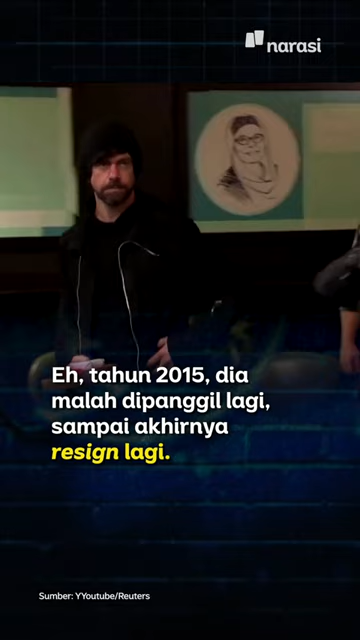 narasi
Eh, tahun 2015, dia
malah dipanggil lagi,
sampai akhirnya
resign lagi.
Sumber: YYoutube/Reuters